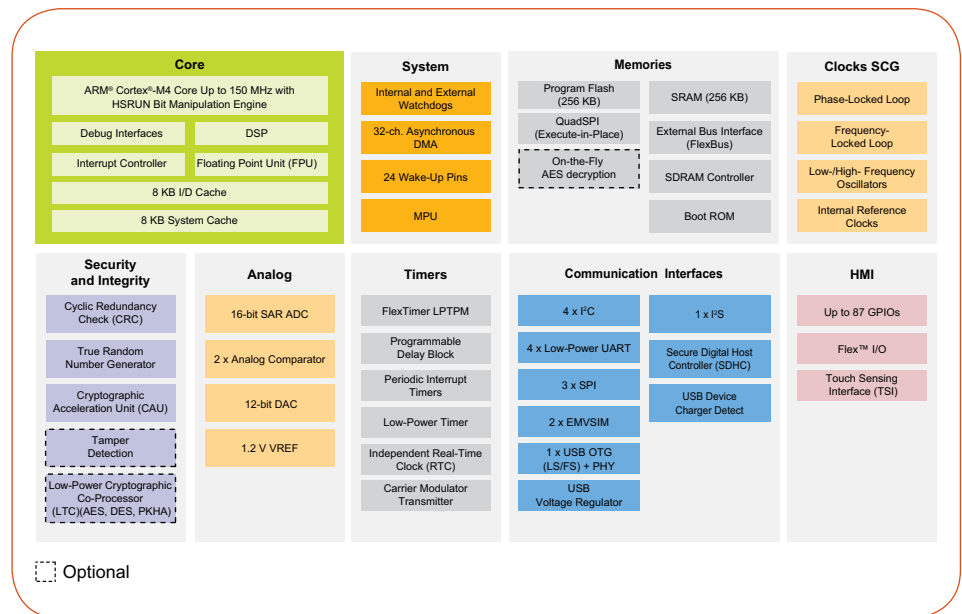 Core
ARM® Cortex®-M4 Core Up to 150 MHz with
HSRUN Bit Manipulation Engine
Debug Interfaces
DSP
Interrupt Controller
Floating Point Unit (FPU)
8 KB I/D Cache
8 KB System Cache
System
Internal and External
Watchdogs
32-ch. Asynchronous
DMA
24 Wake-Up Pins
MPU
Memories
Program Flash
(256 KB)
QuadSPI
(Execute-in-Place)
On-the-Fly
AES decryption
SRAM (256 KB)
External Bus Interface
(FlexBus)
SDRAM Controller
Boot ROM
Clocks SCG
Phase-Locked Loop
Frequency-
Locked Loop
Low-/High- Frequency
Oscillators
Internal Reference
Clocks
Security
and Integrity
Cyclic Redundancy
Check (CRC)
True Random
Number Generator
Cryptographic
Acceleration Unit (CAU)
Tamper
Detection
Low-Power Cryptographic
Co-Processor
(LTC)(AES, DES, PKHA)
Analog
16-bit SAR ADC
2 x Analog Comparator
12-bit DAC
1.2 V VREF
Timers
FlexTimer LPTPM
Programmable
Delay Block
Periodic Interrupt
Timers
Low-Power Timer
Independent Real-Time
Clock (RTC)
Carrier Modulator
Transmitter
Communication Interfaces
4 x I²C
4 x Low-Power UART
3 x SPI
2 x EMVSIM
1 x USB OTG
(LS/FS) + PHY
USB
Voltage Regulator
1 x I²S
Secure Digital Host
Controller (SDHC)
USB Device
Charger Detect
HMI
Up to 87 GPIOs
Flex™ I/O
Touch Sensing
Interface (TSI)
Optional